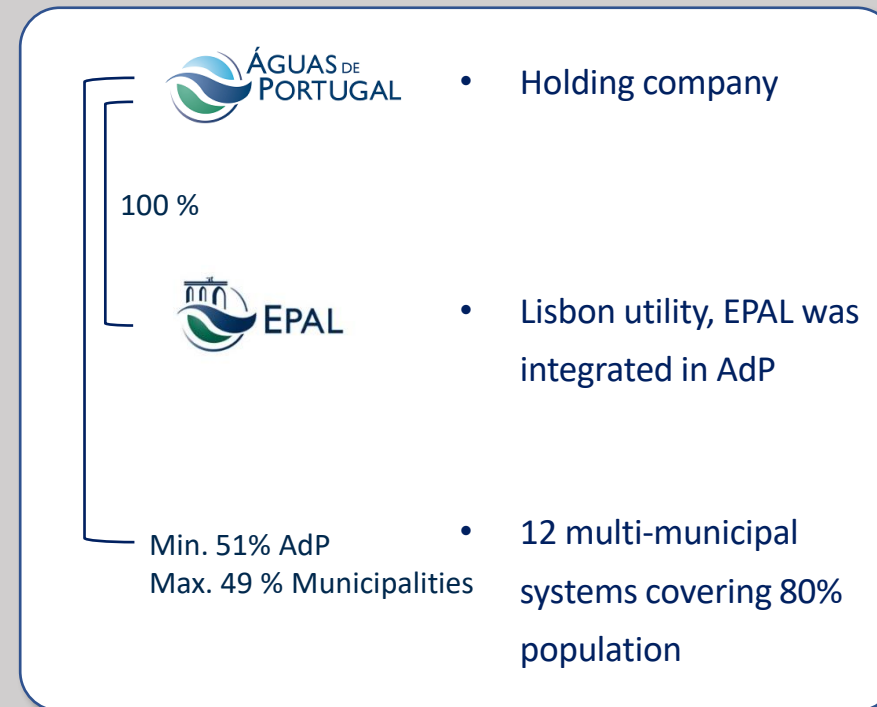 ÁGUAS DE
PORTUGAL
• Holding company
100 %
EPAL
• Lisbon utility, EPAL was
integrated in AdP
Min. 51% AdP
Max. 49 % Municipalities
• 12 multi-municipal
systems covering 80%
population